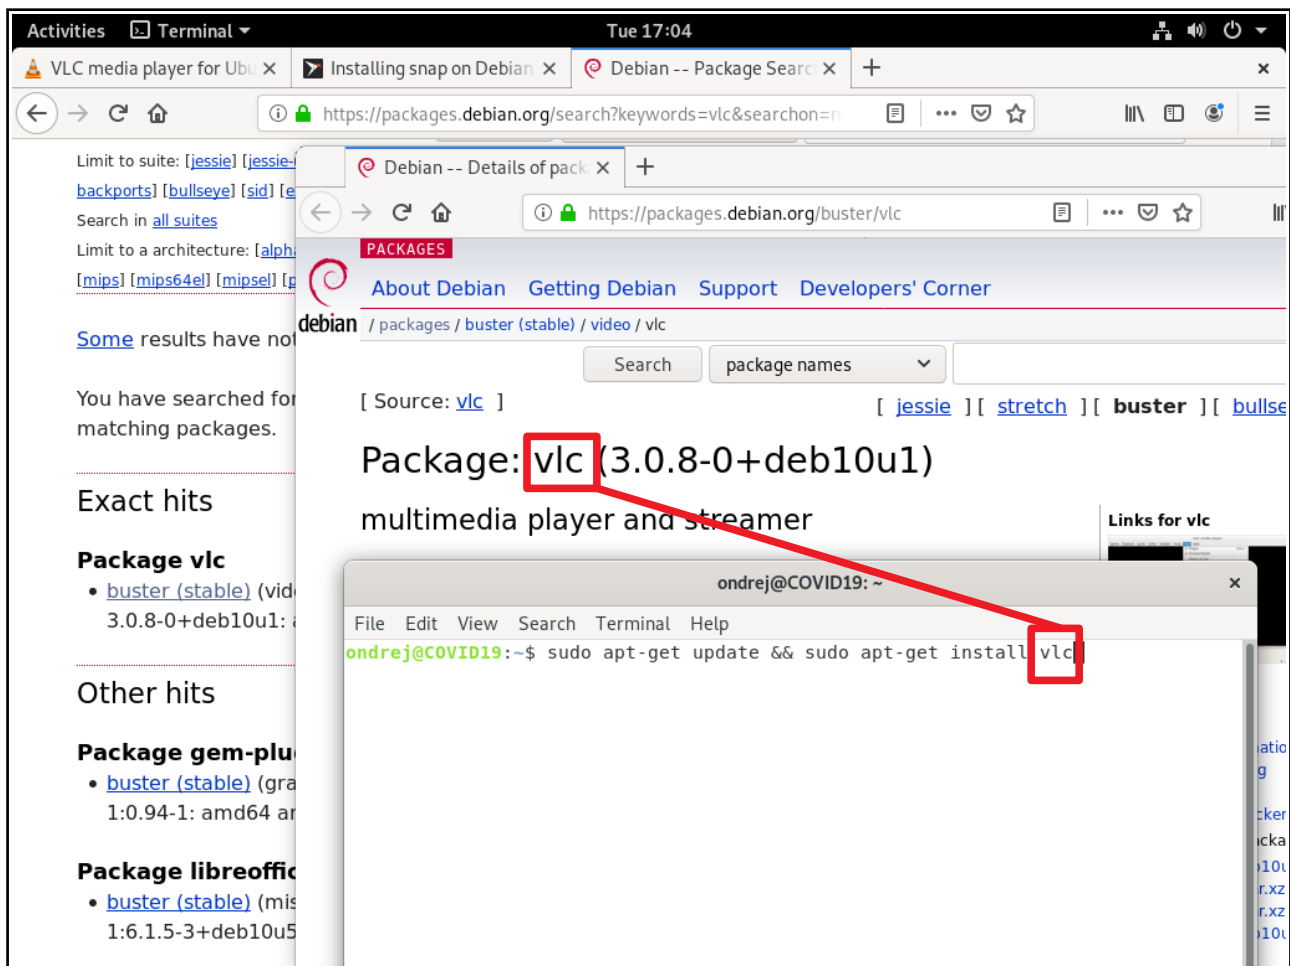 Activities Terminal Tue 17:04
VLC media player for Ubu Installing snap on Debian Debian -- Package Searc
https://packages.debian.org/search?keywords=vlc&searchon=n
Limit to suite: [jessie] [jessie-
backports] [bullseye] [sid] [e
Search in all suites
Limit to a architecture: [alpha
[mips] [mips64el] [mipsel] [p
Some results have not
You have searched for
matching packages.
Exact hits
Package vlc
• buster (stable) (vide
3.0.8-0+deb10u1: a
Other hits
Package gem-plu
• buster (stable) (gra
1:0.94-1: amd64 ar
Package libreoffic
• buster (stable) (mis
1:6.1.5-3+deb10u5
Debian -- Details of pack
https://packages.debian.org/buster/vlc
PACKAGES
About Debian Getting Debian Support Developers' Corner
debian / packages / buster (stable) / video / vlc
Search package names
[ Source: vlc ]
[ jessie ] [ stretch ] [ buster ] [ bullse
Package: vlc (3.0.8-0+deb10u1)
multimedia player and streamer
Links for vlc
ondrej@COVID19: ~
File Edit View Search Terminal Help
ondrej@COVID19:~$ sudo apt-get update && sudo apt-get install vlc
atio
g
cker
cka
10u
r.xz
r.xz
10u